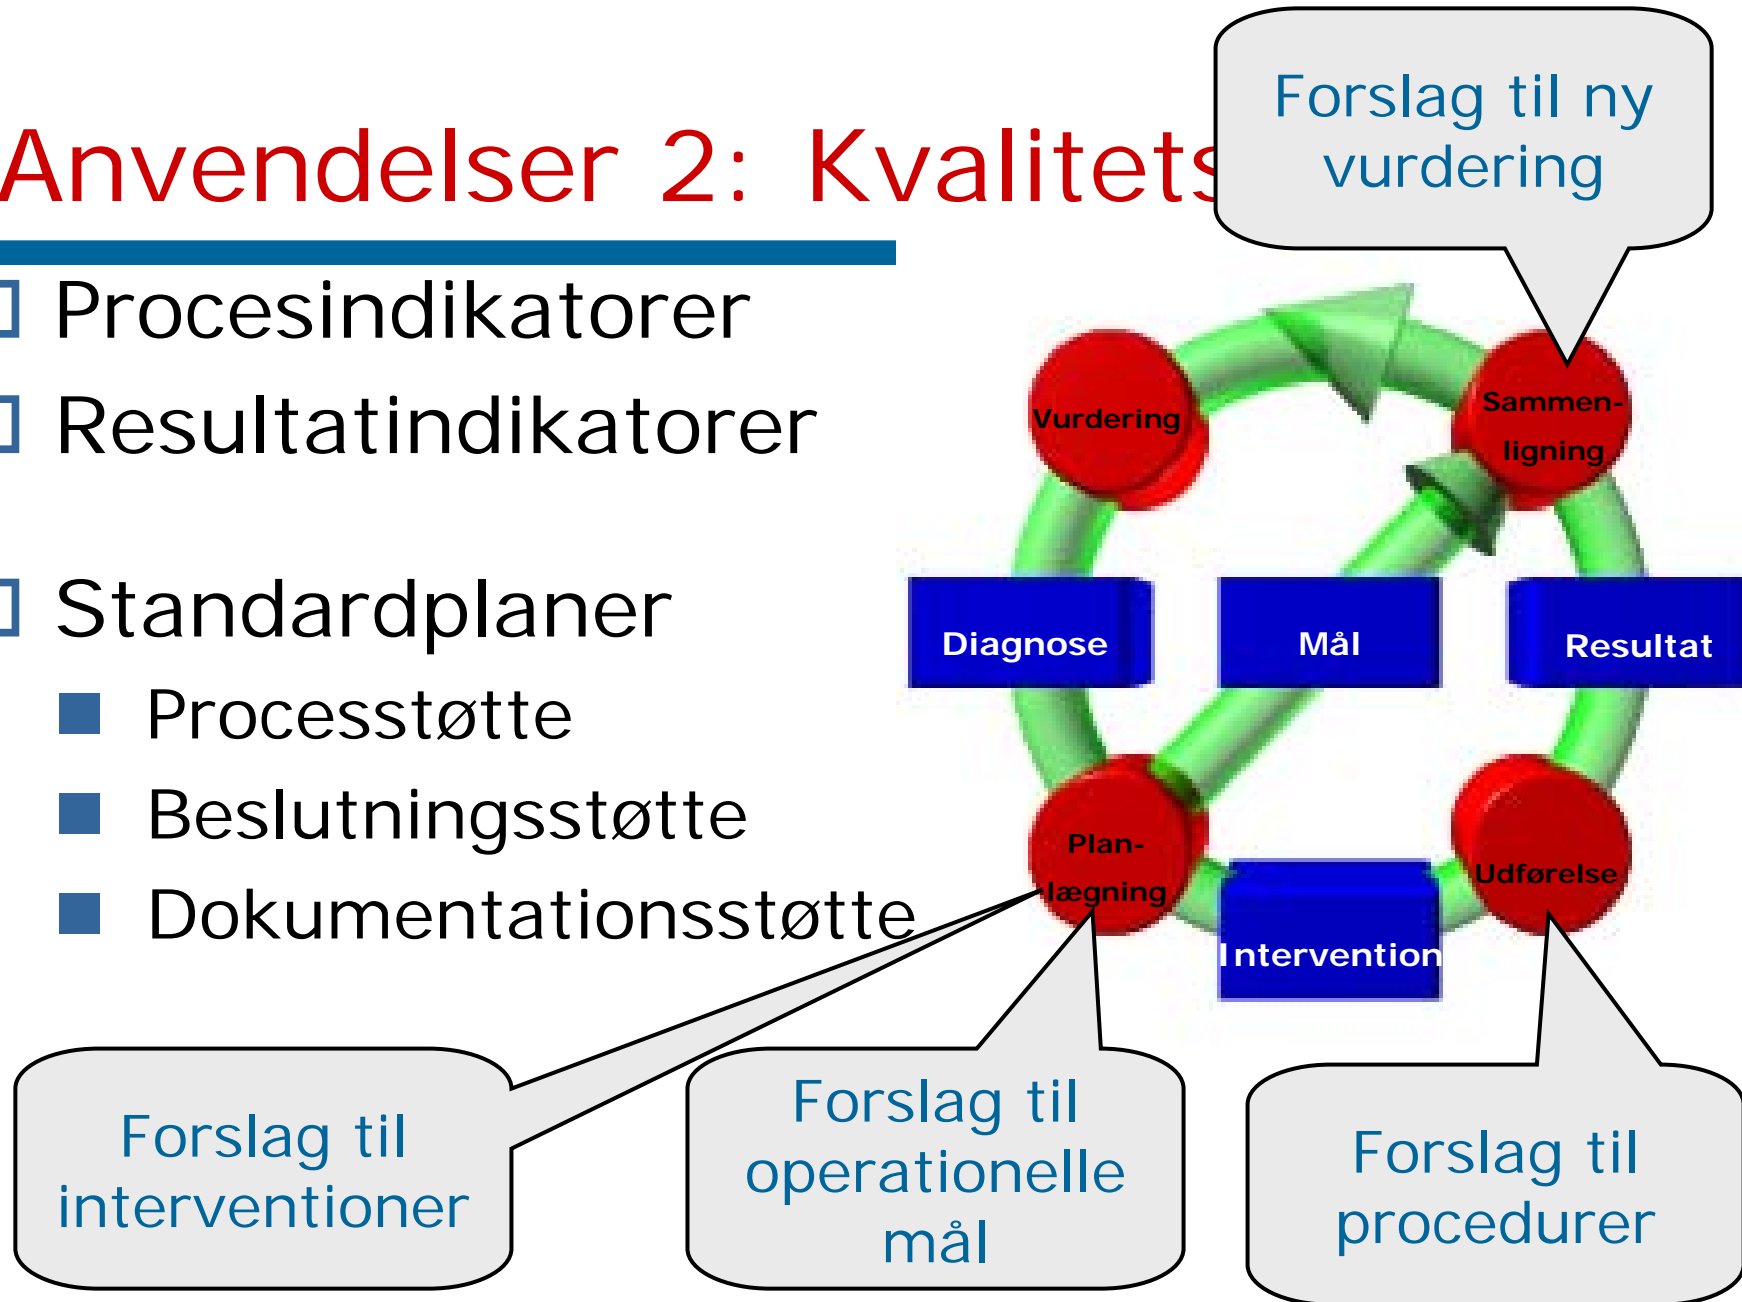 Anvendelser 2: Kvalitets
Forslag til ny
vurdering
Procesindikatorer
Resultatindikatorer
Standardplaner
Processtøtte
Beslutningsstøtte
Dokumentationsstøtte
Vurdering
Sammen-
ligning
Diagnose
Mål
Resultat
Plan-
lægning
Udførelse
Intervention
Forslag til
interventioner
Forslag til
operationelle
mål
Forslag til
procedurer